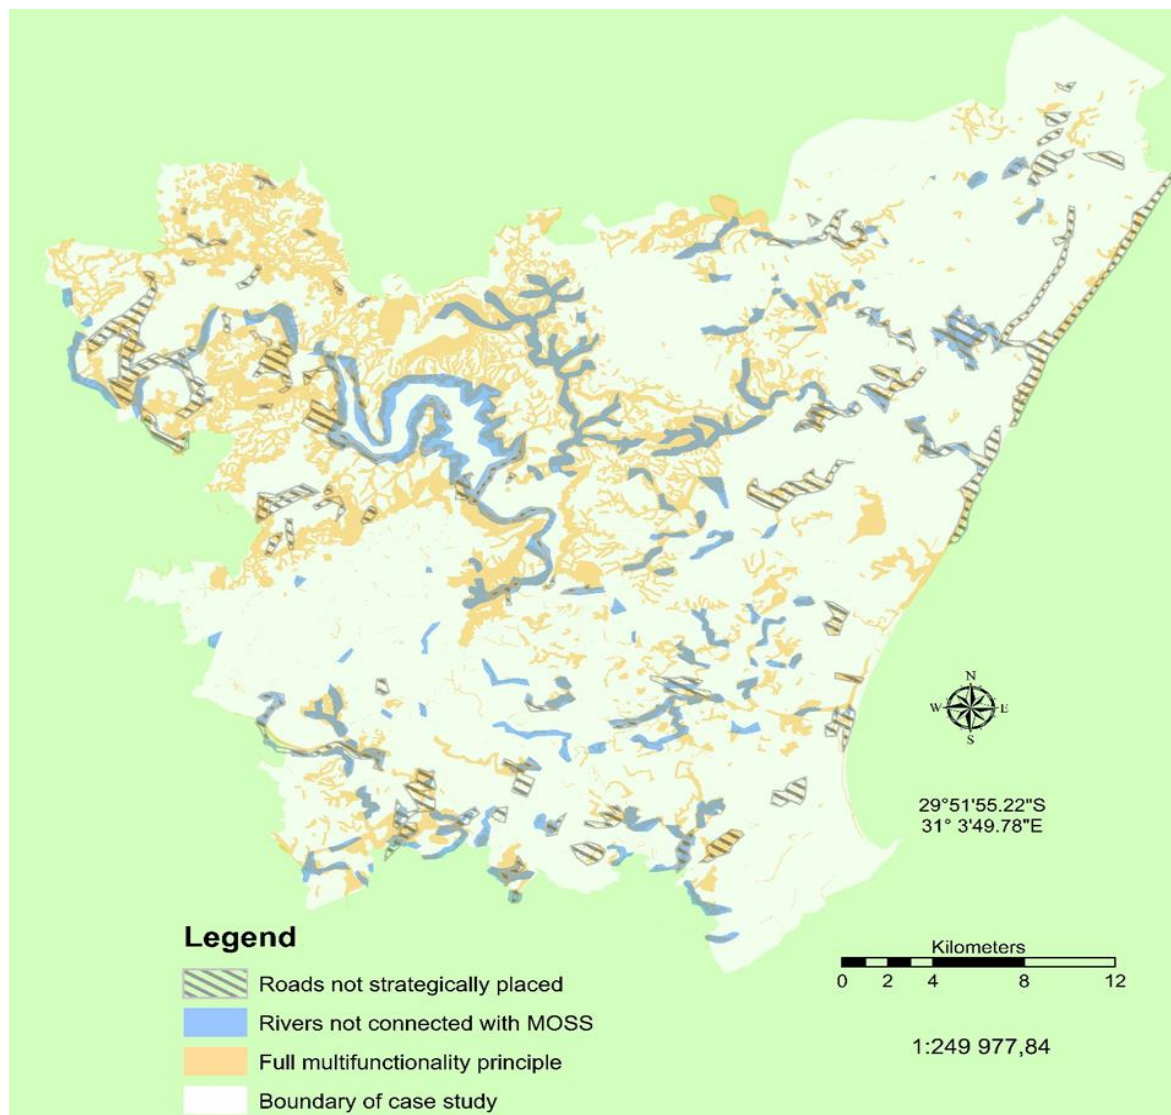 N
W E
S
29°51'55.22"S
31° 3'49.78"E
Legend
Roads not strategically placed
Rivers not connected with MOSS
Full multifunctionality principle
Boundary of case study
Kilometers
0 2 4 8 12
1:249 977,84